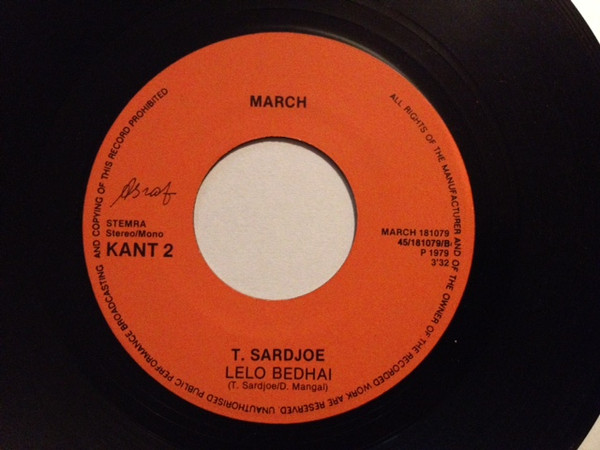 MARCH
ALL RIGHTS OF THE MANUFACTURER AND OF THE OWNER OF THE RECORDED WORK ARE RESERVED. UNAUTHORISED PUBLIC PERFORMANCE BROADCASTING AND COPYING OF THIS RECORD PROHIBITED
STEMRA
Stereo/Mono
KANT 2
MARCH 181079
45/181079/B
P 1979
3'32
T. SARDJOE
LELO BEDHAI
(T. Sardjoe/D. Mangal)